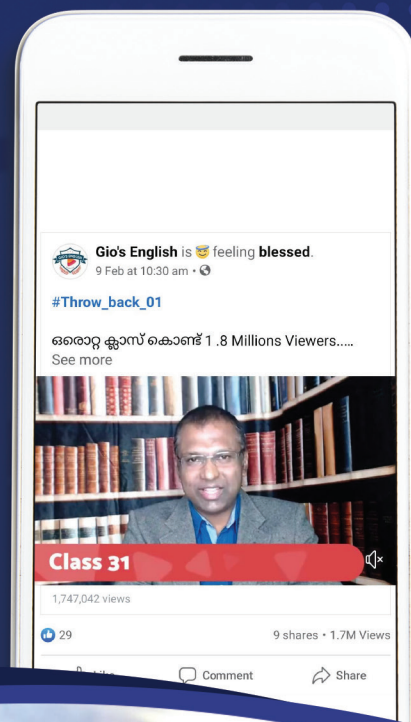 Gio's English is 😇 feeling blessed.
9 Feb at 10:30 am •
#Throw_back_01
ഒരൊറ്റ ക്ലാസ് കൊണ്ട് 1 .8 Millions Viewers.....
See more
Class 31
1,747,042 views
29
9 shares • 1.7M Views
Comment
Share